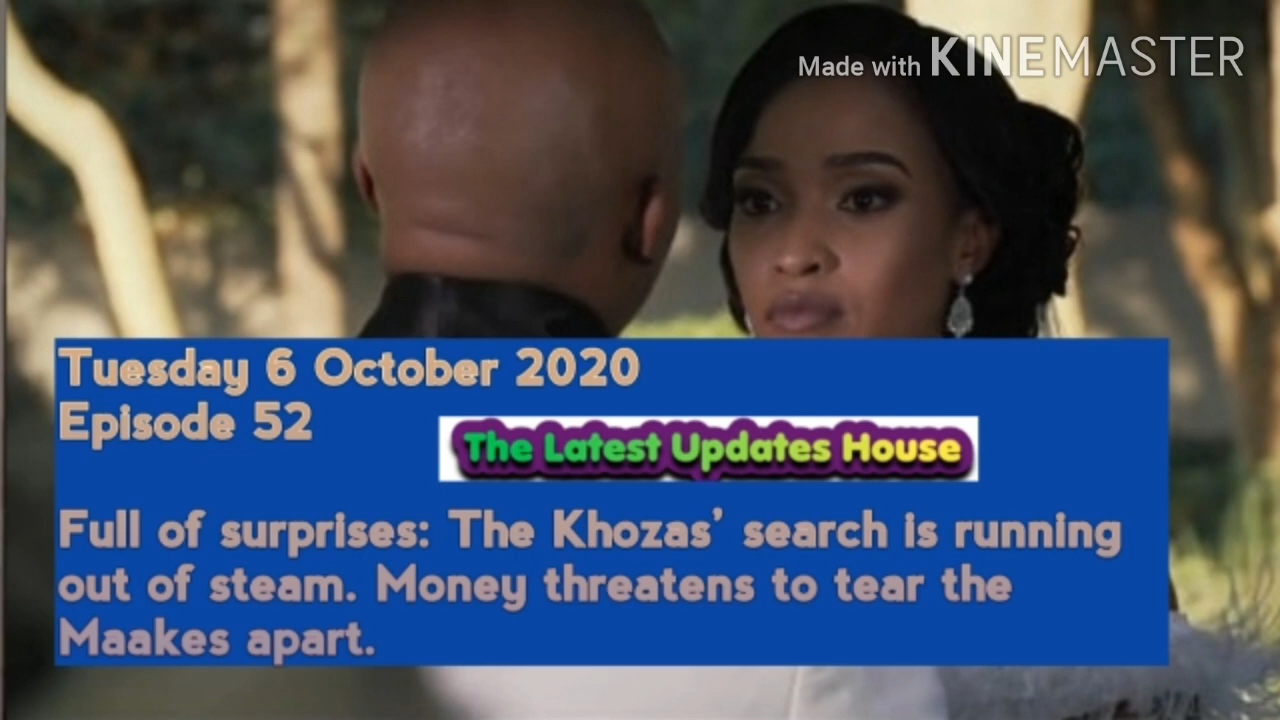 Made with KINEMASTER
Tuesday 6 October 2020
Episode 52
The Latest Updates House
Full of surprises: The Khozas’ search is running
out of steam. Money threatens to tear the
Maakes apart.